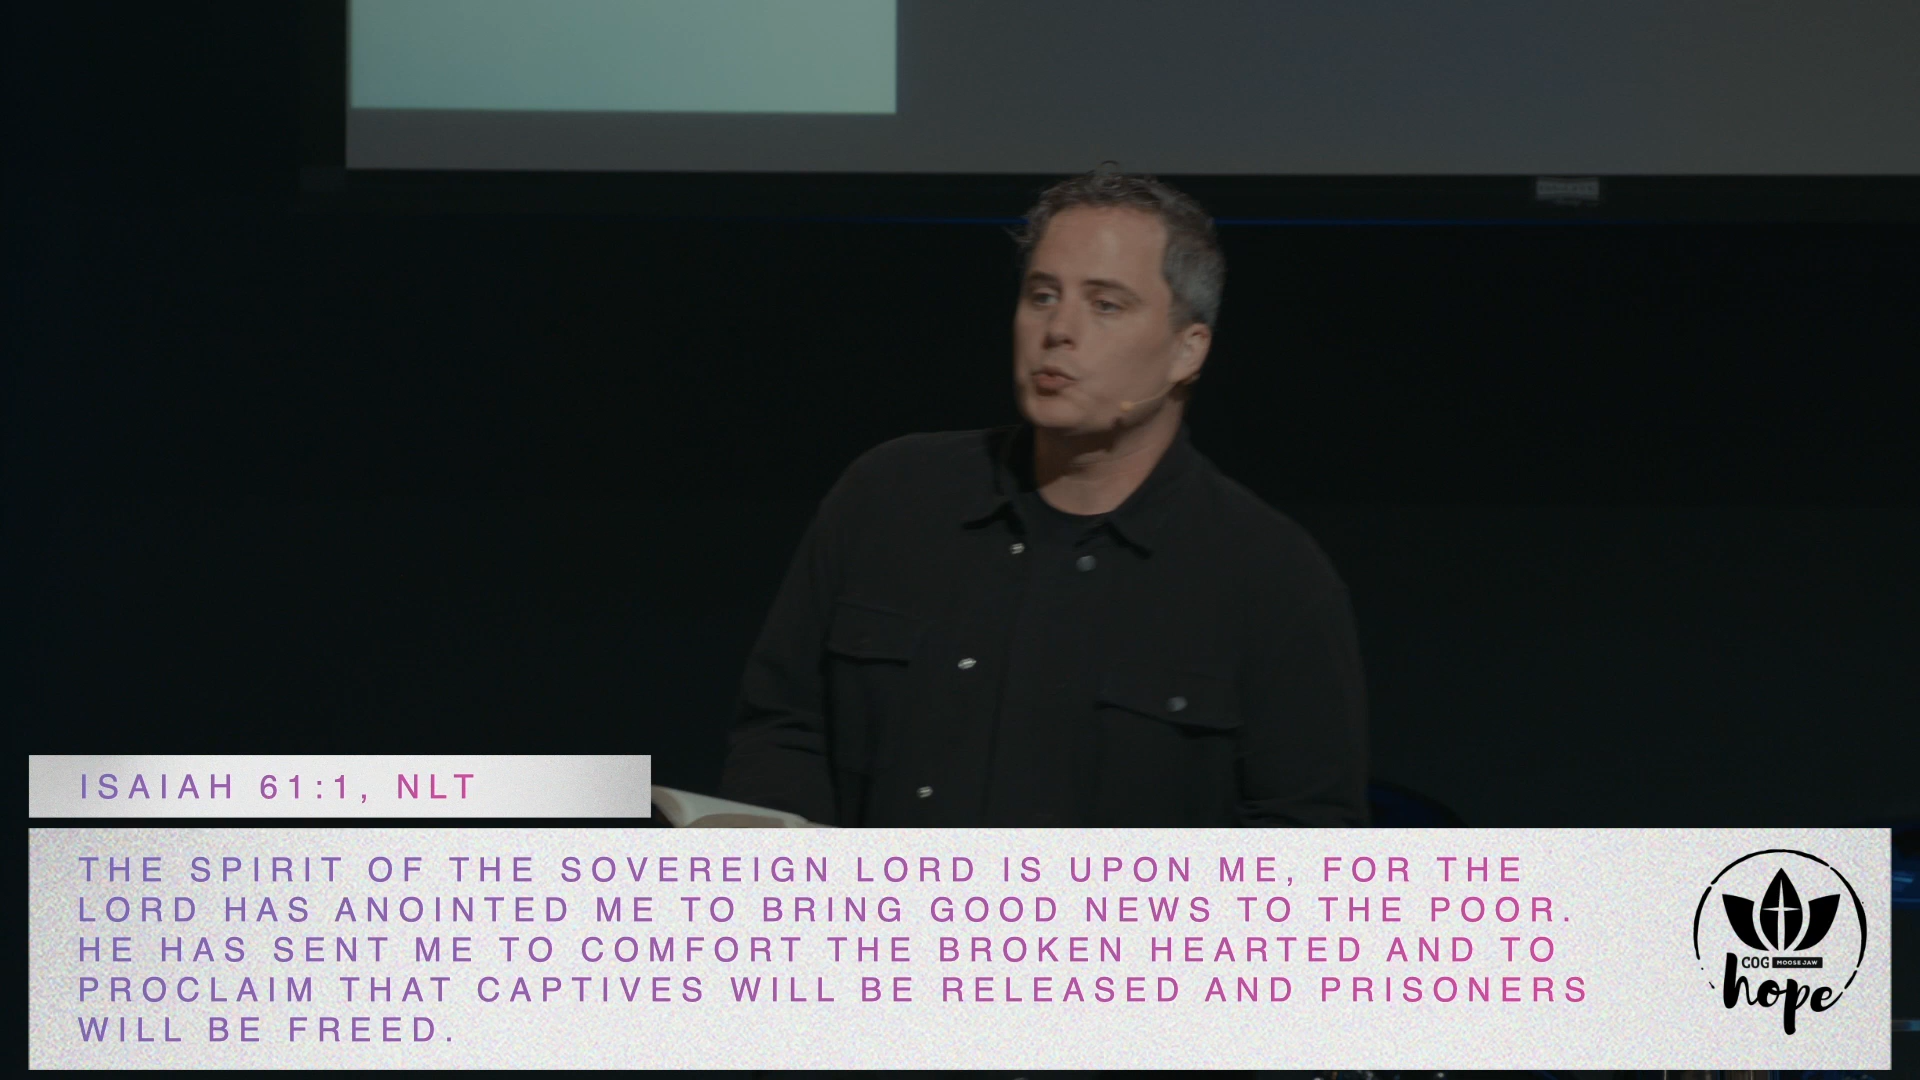 ISAIAH 61:1, NLT
THE SPIRIT OF THE SOVEREIGN LORD IS UPON ME, FOR THE
LORD HAS ANOINTED ME TO BRING GOOD NEWS TO THE POOR.
HE HAS SENT ME TO COMFORT THE BROKEN HEARTED AND TO
PROCLAIM THAT CAPTIVES WILL BE RELEASED AND PRISONERS
WILL BE FREED.
COG MOOSE JAW
hope